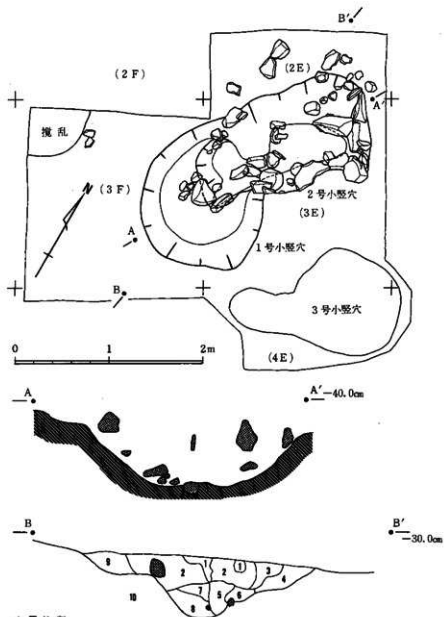 B′
(2F)
(2E)
A′
攪乱
(3F)
2号小竪穴
(3E)
A
1号小竪穴
B
3号小竪穴
0 1 2m
(4E)
A A′ -40.0cm
B B′ -30.0cm
9 2 1 2 1 3 4
10 7 5 6
8